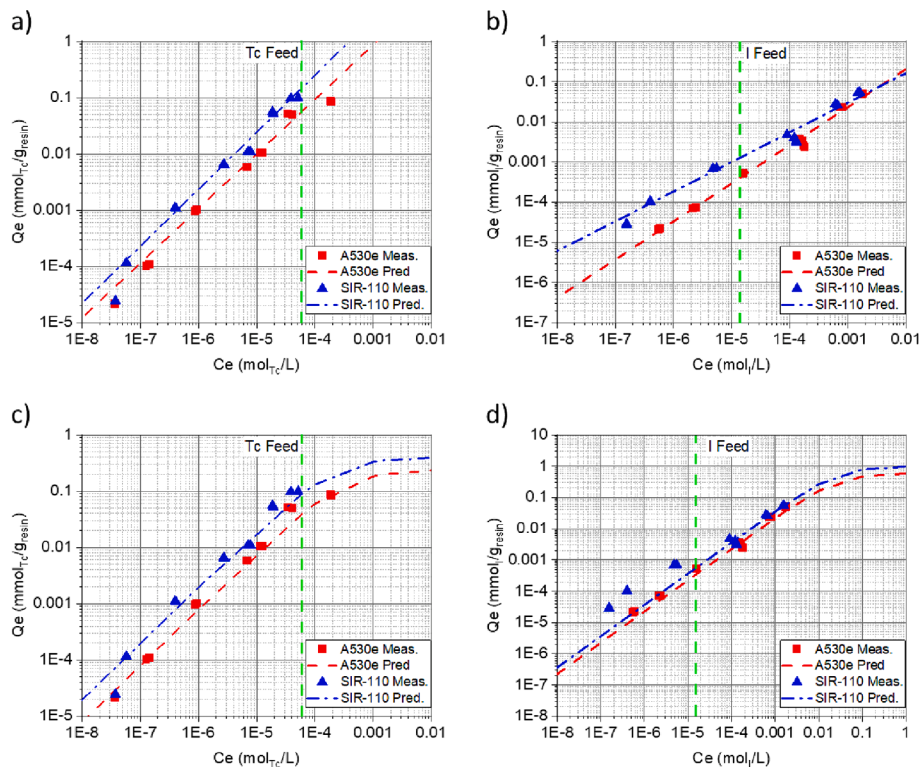 a)
Tc Feed
1
0.1
0.01
0.001
1E-4
1E-5
Qe (mmolTc/gresin)
A530e Meas.
A530e Pred
SIR-110 Meas.
SIR-110 Pred.
1E-8 1E-7 1E-6 1E-5 1E-4 0.001 0.01
Ce (molTc/L)
b)
I Feed
1
0.1
0.01
0.001
1E-4
1E-5
1E-6
1E-7
Qe (mmolI/gresin)
A530e Meas.
A530e Pred
SIR-110 Meas.
SIR-110 Pred.
1E-8 1E-7 1E-6 1E-5 1E-4 0.001 0.01
Ce (molI/L)
c)
Tc Feed
1
0.1
0.01
0.001
1E-4
1E-5
Qe (mmolTc/gresin)
A530e Meas.
A530e Pred
SIR-110 Meas.
SIR-110 Pred.
1E-8 1E-7 1E-6 1E-5 1E-4 0.001 0.01
Ce (molTc/L)
d)
I Feed
10
1
0.1
0.01
0.001
1E-4
1E-5
1E-6
1E-7
1E-8
Qe (mmolI/gresin)
A530e Meas.
A530e Pred
SIR-110 Meas.
SIR-110 Pred.
1E-8 1E-7 1E-6 1E-5 1E-4 0.001 0.01 0.1 1
Ce (molI/L)